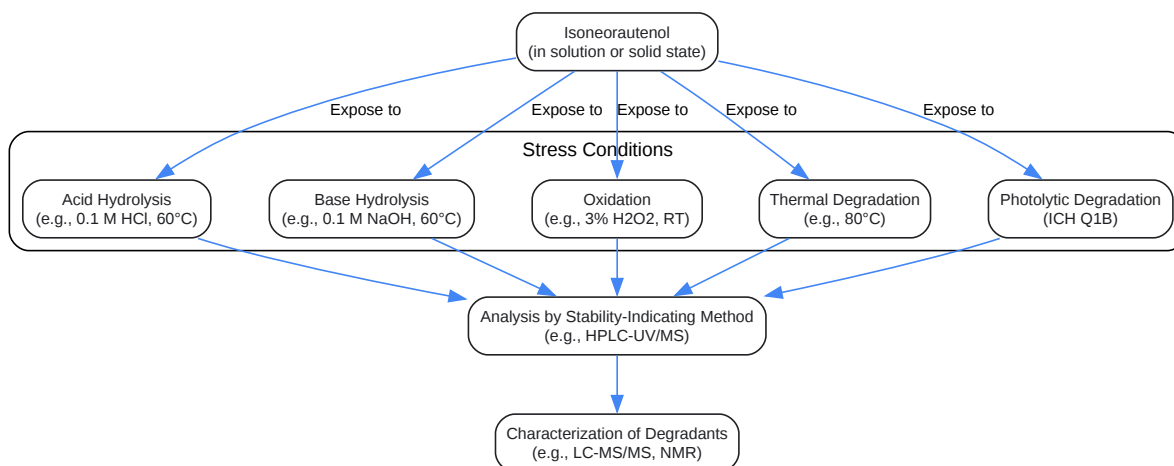 Isoneorautenol
(in solution or solid state)
Expose to
Expose to
Expose to
Expose to
Expose to
Stress Conditions
Acid Hydrolysis
(e.g., 0.1 M HCl, 60°C)
Base Hydrolysis
(e.g., 0.1 M NaOH, 60°C)
Oxidation
(e.g., 3% H2O2, RT)
Thermal Degradation
(e.g., 80°C)
Photolytic Degradation
(ICH Q1B)
Analysis by Stability-Indicating Method
(e.g., HPLC-UV/MS)
Characterization of Degradants
(e.g., LC-MS/MS, NMR)